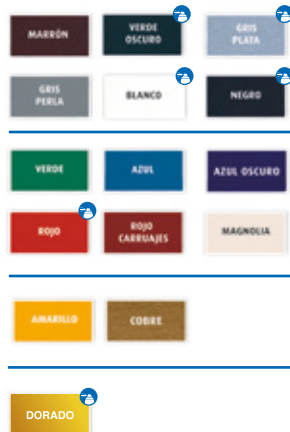 MARRÓN
VERDE
OSCURO
GRIS
PLATA
GRIS
PERLA
BLANCO
NEGRO
VERDE
AZUL
AZUL OSCURO
ROJO
ROJO
CARRUAJES
MAGNOLIA
AMARILLO
COBRE
DORADO